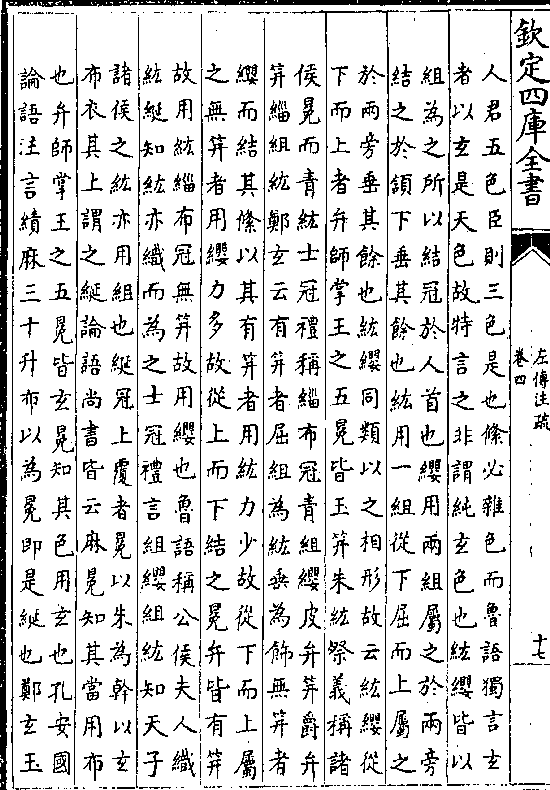 欽定四庫全書
左傳注疏
卷四
十七
人君五色臣則三色是也絛必雜色而魯語獨言玄
者以玄是天色故特言之非謂純玄色也紘纓皆以
組為之所以結冠於人首也纓用兩組屬之於兩旁
結之於頷下垂其餘也紘用一組從下屈而上屬之
於兩旁垂其餘也紘纓同類以之相形故云紘纓從
下而上者弁師掌王之五冕皆玉笄朱紘祭義稱諸
侯冕而青紘士冠禮稱緇布冠青組纓皮弁笄爵弁
笄緇組紘鄭玄云有笄者屈組為紘垂為飾無笄者
纓而結其絛以其有笄者用紘力少故從下而上屬
之無笄者用纓力多故從上而下結之冕弁皆有笄
故用紘緇布冠無笄故用纓也魯語稱公侯夫人織
紘綖知紘亦織而為之士冠禮言組纓組紘知天子
諸侯之紘亦用組也綖冠上覆者冕以朱為幹以玄
布衣其上謂之綖論語尚書皆云麻冕知其當用布
也弁師掌王之五冕皆玄冕知其色用玄也孔安國
論語注言績麻三十升布以為冕即是綖也鄭玄玉